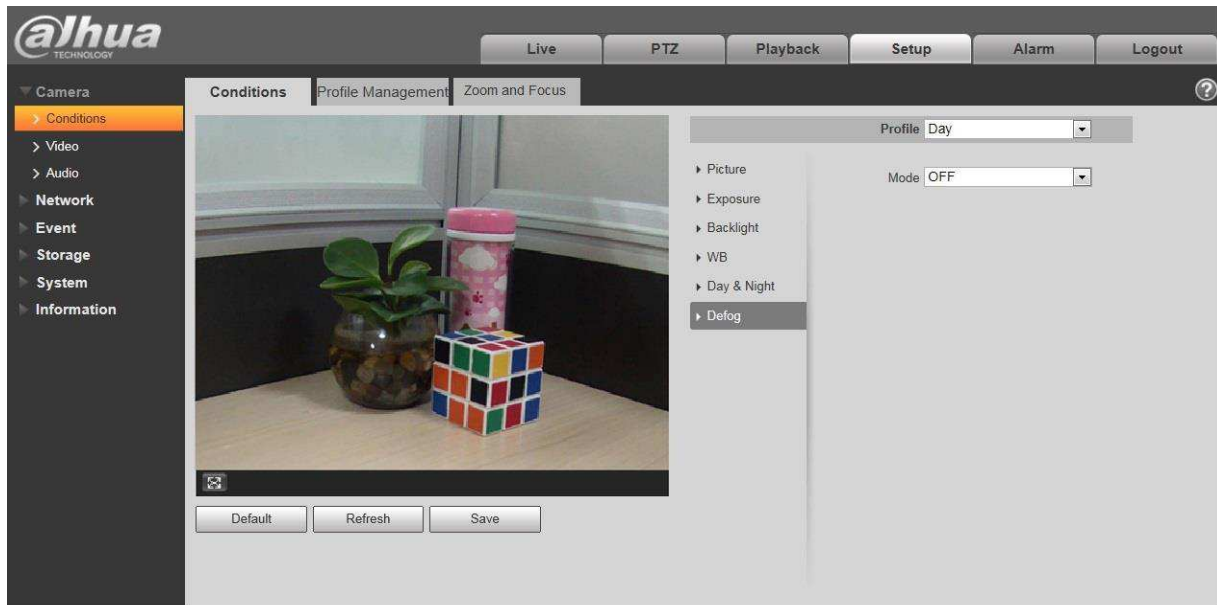 alhua
TECHNOLOGY
Live PTZ Playback Setup Alarm Logout
Camera
Conditions
Video
Audio
Network
Event
Storage
System
Information
Conditions Profile Management Zoom and Focus
?
Profile Day
Picture
Exposure
Backlight
WB
Day & Night
Defog
Mode OFF
Default Refresh Save